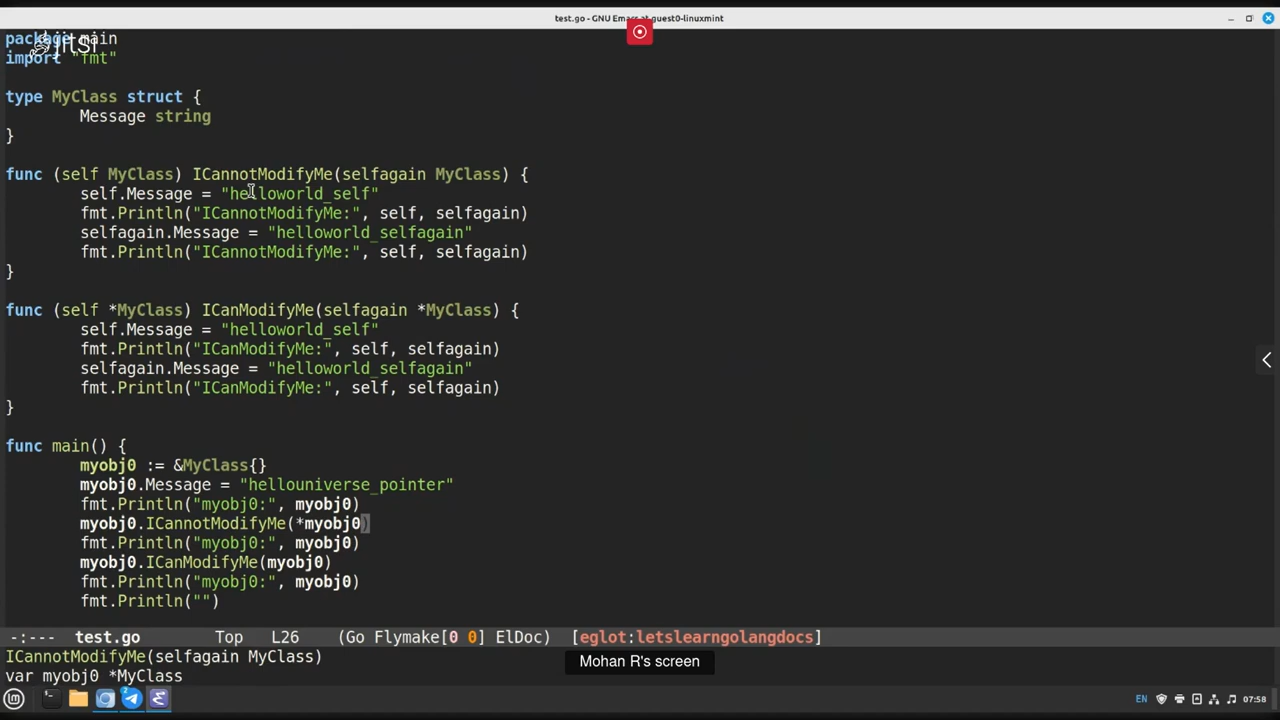 test.go - GNU Emacs at guest0-linuxmint
jitsi
package main
import "fmt"
type MyClass struct {
Message string
}
func (self MyClass) ICannotModifyMe(selfagain MyClass) {
self.Message = "helloworld_self"
fmt.Println("ICannotModifyMe:", self, selfagain)
selfagain.Message = "helloworld_selfagain"
fmt.Println("ICannotModifyMe:", self, selfagain)
}
func (self *MyClass) ICanModifyMe(selfagain *MyClass) {
self.Message = "helloworld_self"
fmt.Println("ICanModifyMe:", self, selfagain)
selfagain.Message = "helloworld_selfagain"
fmt.Println("ICanModifyMe:", self, selfagain)
}
func main() {
myobj0 := &MyClass{}
myobj0.Message = "hellouniverse_pointer"
fmt.Println("myobj0:", myobj0)
myobj0.ICannotModifyMe(*myobj0)
fmt.Println("myobj0:", myobj0)
myobj0.ICanModifyMe(myobj0)
fmt.Println("myobj0:", myobj0)
fmt.Println("")
-:--- test.go Top L26 (Go Flymake[0 0] ElDoc) [eglot:letslearngolangdocs]
ICannotModifyMe(selfagain MyClass)
Mohan R's screen
var myobj0 *MyClass
EN 07:58